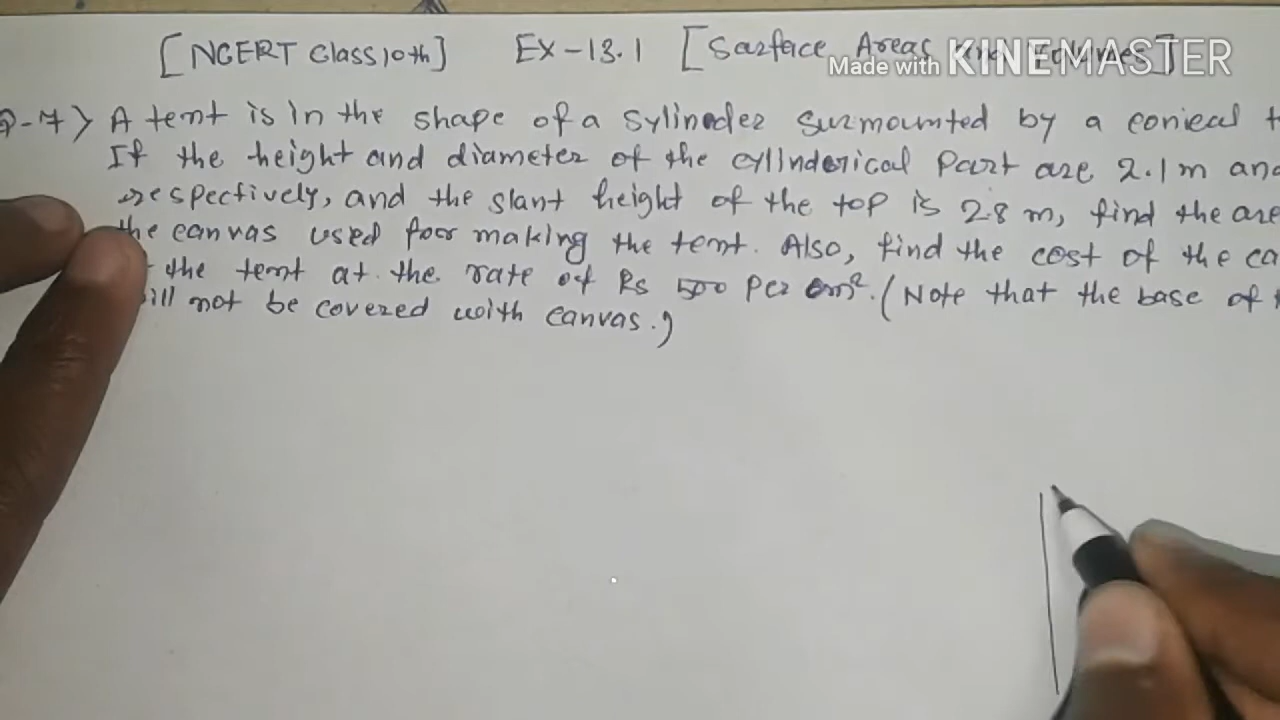 [NCERT Class 10th] EX-13.1 [Sarface Areas
Made with KINEMASTER
Q-7> A tent is in the shape of a Sylinder surmounted by a conical
If the height and diameter of the cylinderical Part are 2.1m and
respectively, and the slant height of the top is 2.8 m, find the are
the canvas used foor making the tent. Also, find the cost of the ca
the tent at the rate of Rs 500 Per m². (Note that the base of
ill not be covered with canvas.)